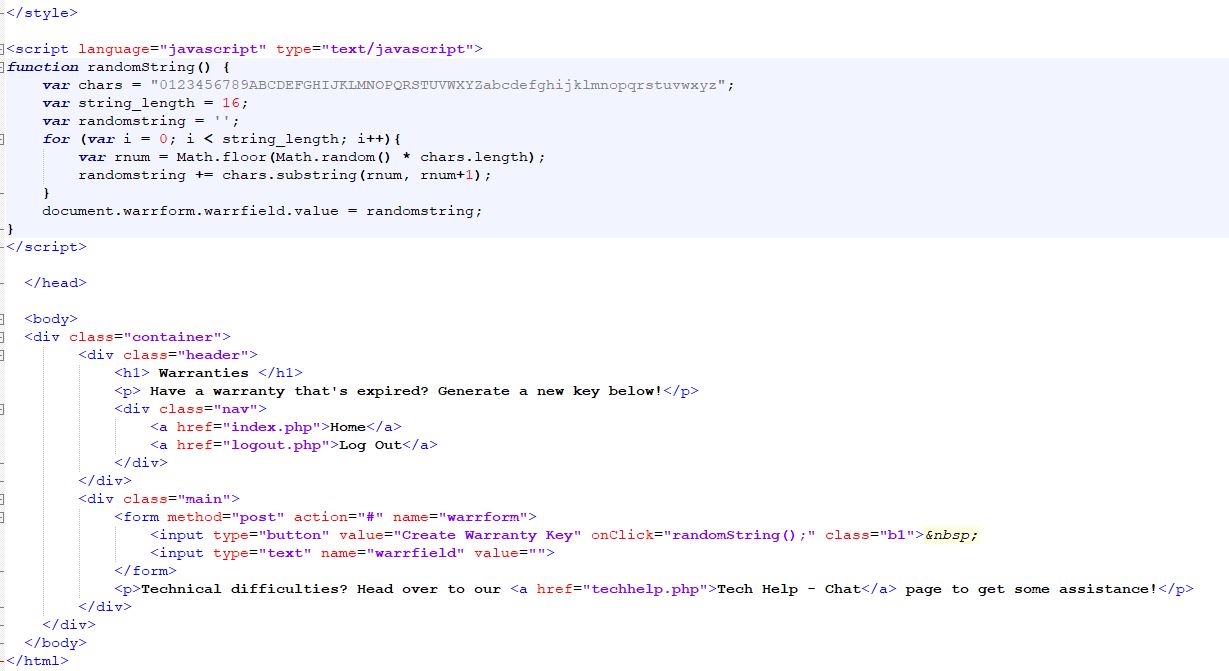 </style>
<script language="javascript" type="text/javascript">
function randomString() {
var chars = "0123456789ABCDEFGHIJKLMNOPQRSTUVWXYZabcdefghijklmnopqrstuvwxyz";
var string_length = 16;
var randomstring = '';
for (var i = 0; i < string_length; i++){
var rnum = Math.floor(Math.random() * chars.length);
randomstring += chars.substring(rnum, rnum+1);
}
document.warrform.warrfield.value = randomstring;
}
</script>
</head>
<body>
<div class="container">
<div class="header">
<h1> Warranties </h1>
<p> Have a warranty that's expired? Generate a new key below!</p>
<div class="nav">
<a href="index.php">Home</a>
<a href="logout.php">Log Out</a>
</div>
</div>
<div class="main">
<form method="post" action="#" name="warrform">
<input type="button" value="Create Warranty Key" onClick="randomString();" class="b1">&nbsp;
<input type="text" name="warrfield" value="">
</form>
<p>Technical difficulties? Head over to our <a href="techhelp.php">Tech Help - Chat</a> page to get some assistance!</p>
</div>
</div>
</body>
</html>